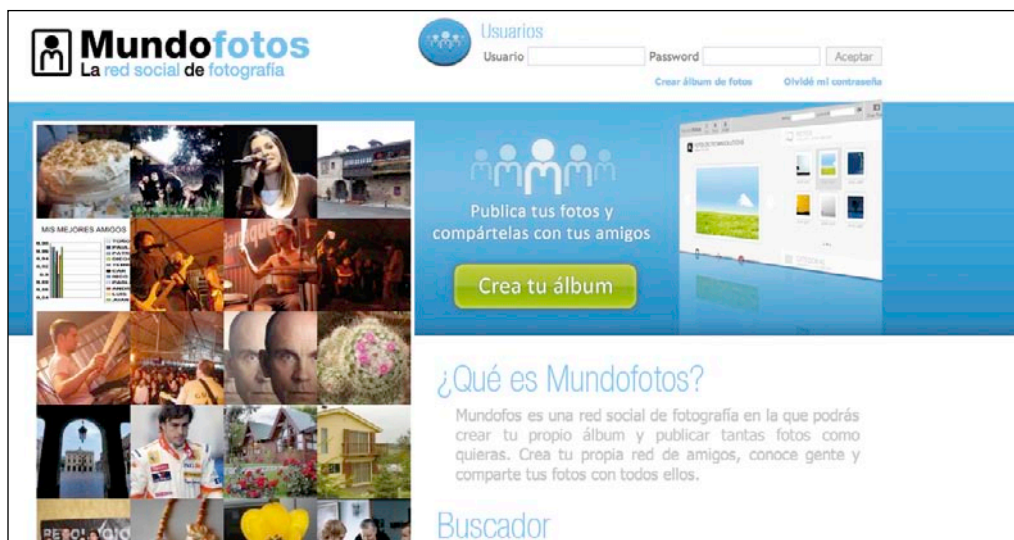 Mundofotos
La red social de fotografía
Usuarios
Usuario
Password
Aceptar
Crear álbum de fotos
Olvidé mi contraseña
Publica tus fotos y
compártelas con tus amigos
Crea tu álbum
MIS MEJORES AMIGOS
¿Qué es Mundofotos?
Mundofos es una red social de fotografía en la que podrás
crear tu propio álbum y publicar tantas fotos como
quieras. Crea tu propia red de amigos, conoce gente y
comparte tus fotos con todos ellos.
Buscador